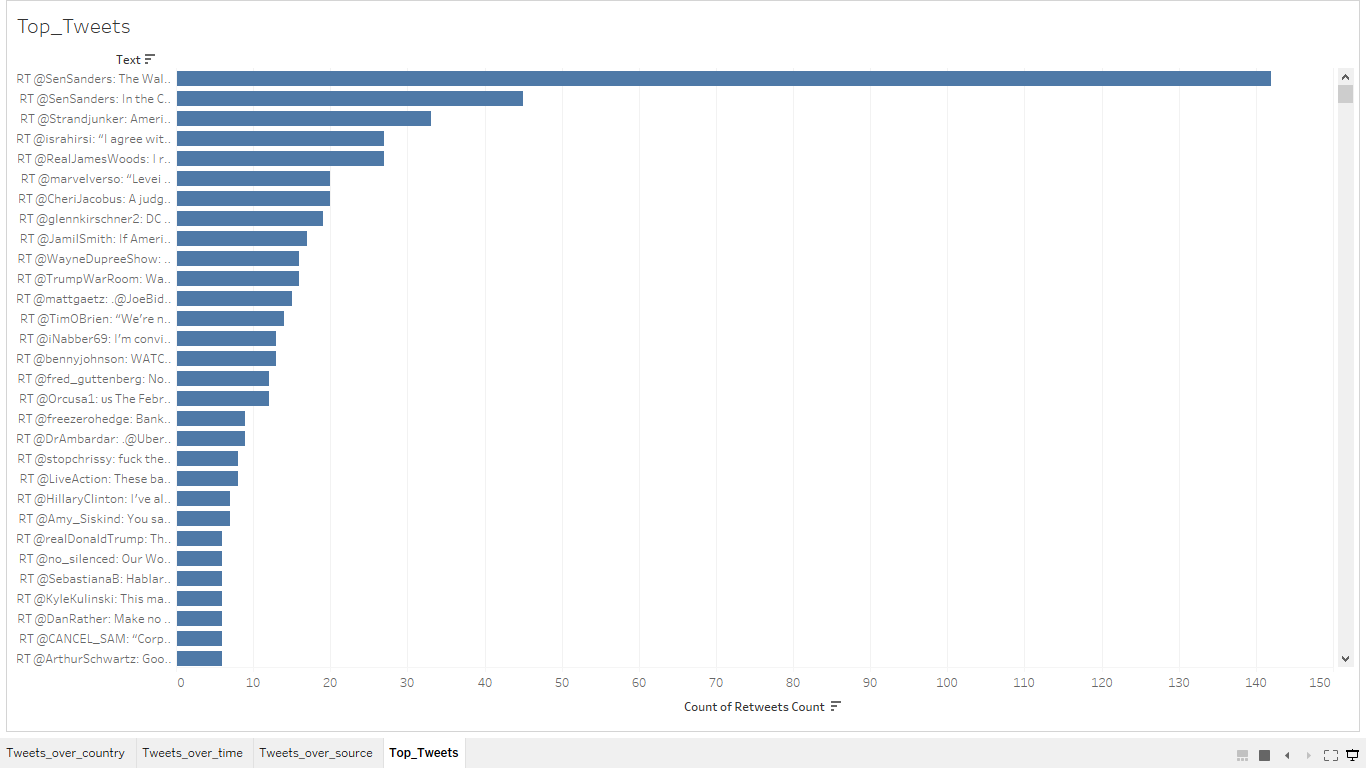 Top_Tweets
Text
RT @SenSanders: The Wal..
RT @SenSanders: In the C..
RT @Strandjunker: Ameri..
RT @israhirsi: “I agree wit..
RT @RealJamesWoods: I r..
RT @marvelverso: “Levei ..
RT @CheriJacobus: A judg..
RT @glennkirschner2: DC ..
RT @JamilSmith: If Ameri..
RT @WayneDupreeShow: ..
RT @TrumpWarRoom: Wa..
RT @mattgaetz: .@JoeBid..
RT @TimOBrien: “We’re n..
RT @iNabber69: I’m convi..
RT @bennyjohnson: WATC..
RT @fred_guttenberg: No..
RT @Orcusa1: us The Febr..
RT @freezerohedge: Bank..
RT @DrAmbardar: .@Uber..
RT @stopchrissy: fuck the..
RT @LiveAction: These ba..
RT @HillaryClinton: I’ve al..
RT @Amy_Siskind: You sa..
RT @realDonaldTrump: Th..
RT @no_silenced: Our Wo..
RT @SebastianaB: Hablar..
RT @KyleKulinski: This ma..
RT @DanRather: Make no ..
RT @CANCEL_SAM: “Corp..
RT @ArthurSchwartz: Goo..
0 10 20 30 40 50 60 70 80 90 100 110 120 130 140 150
Count of Retweets Count
Tweets_over_country Tweets_over_time Tweets_over_source Top_Tweets